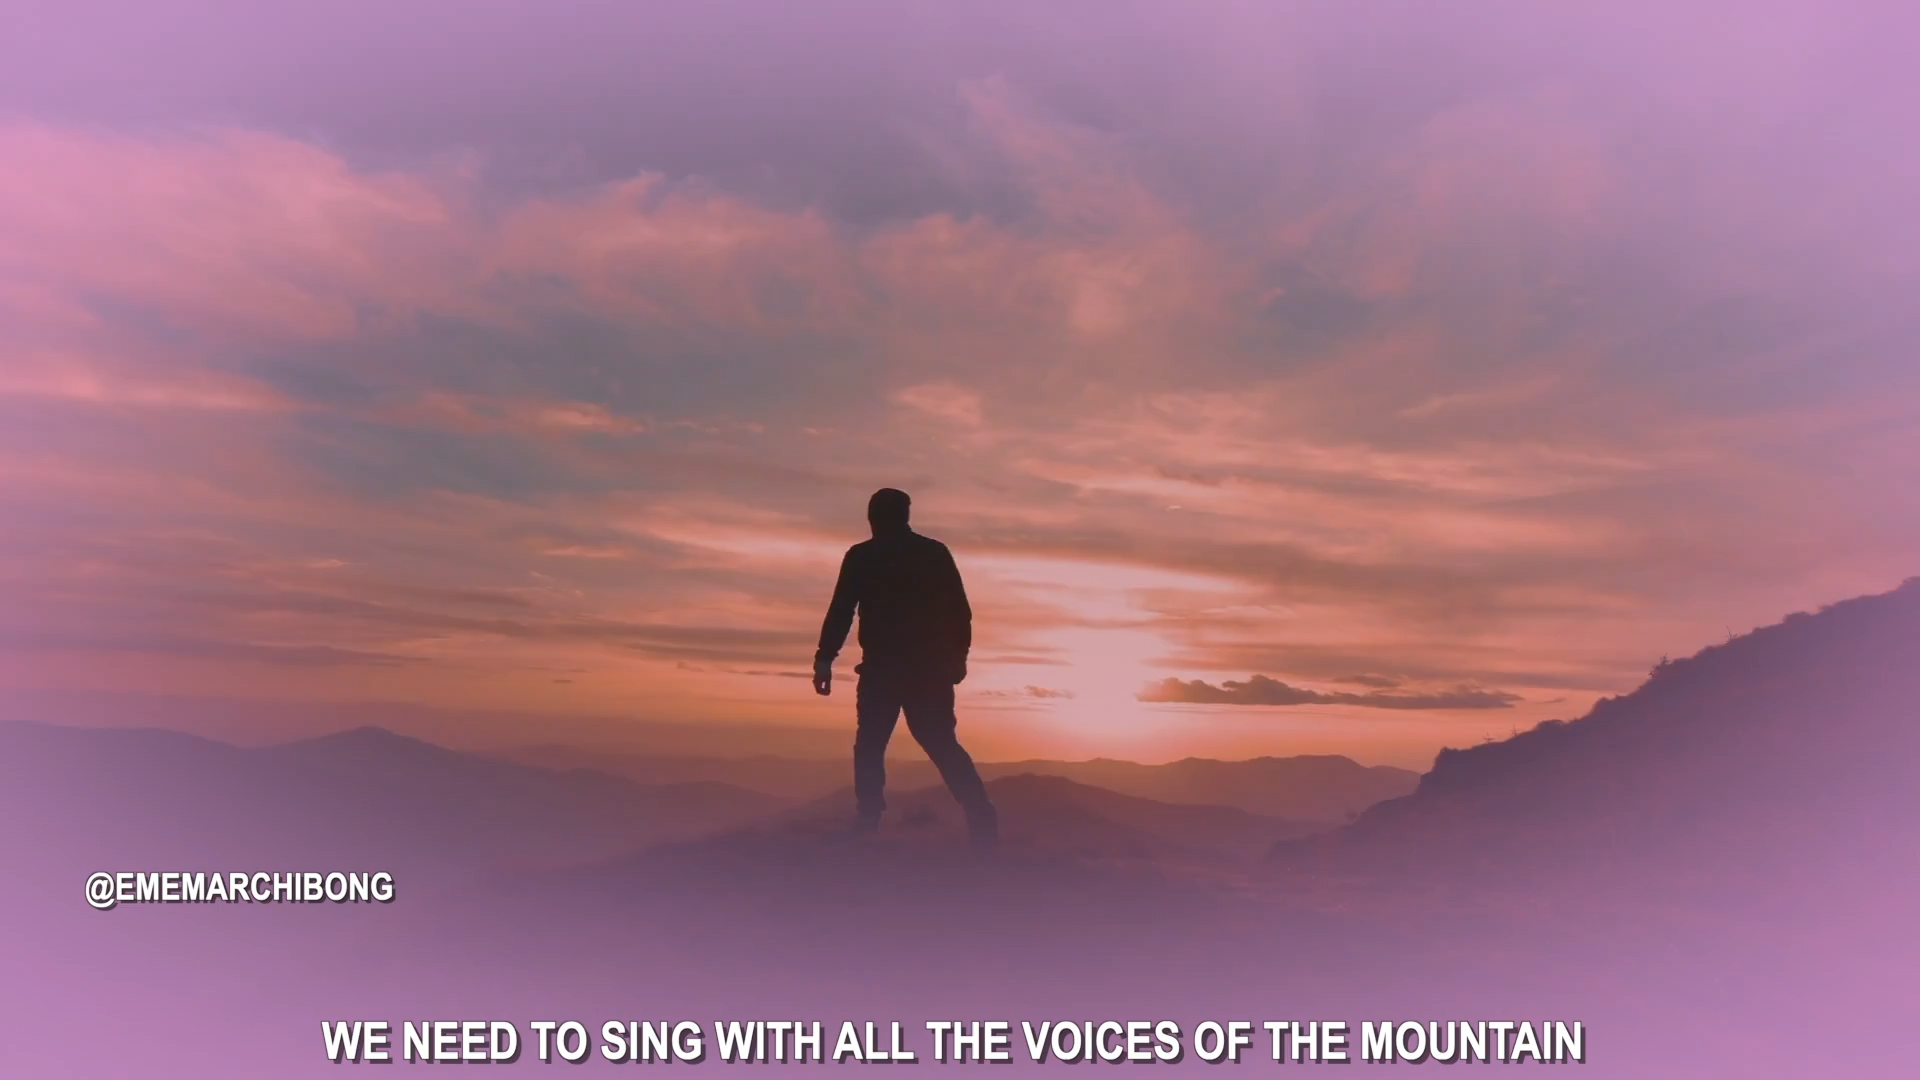 @EMEMARCHIBONG
WE NEED TO SING WITH ALL THE VOICES OF THE MOUNTAIN